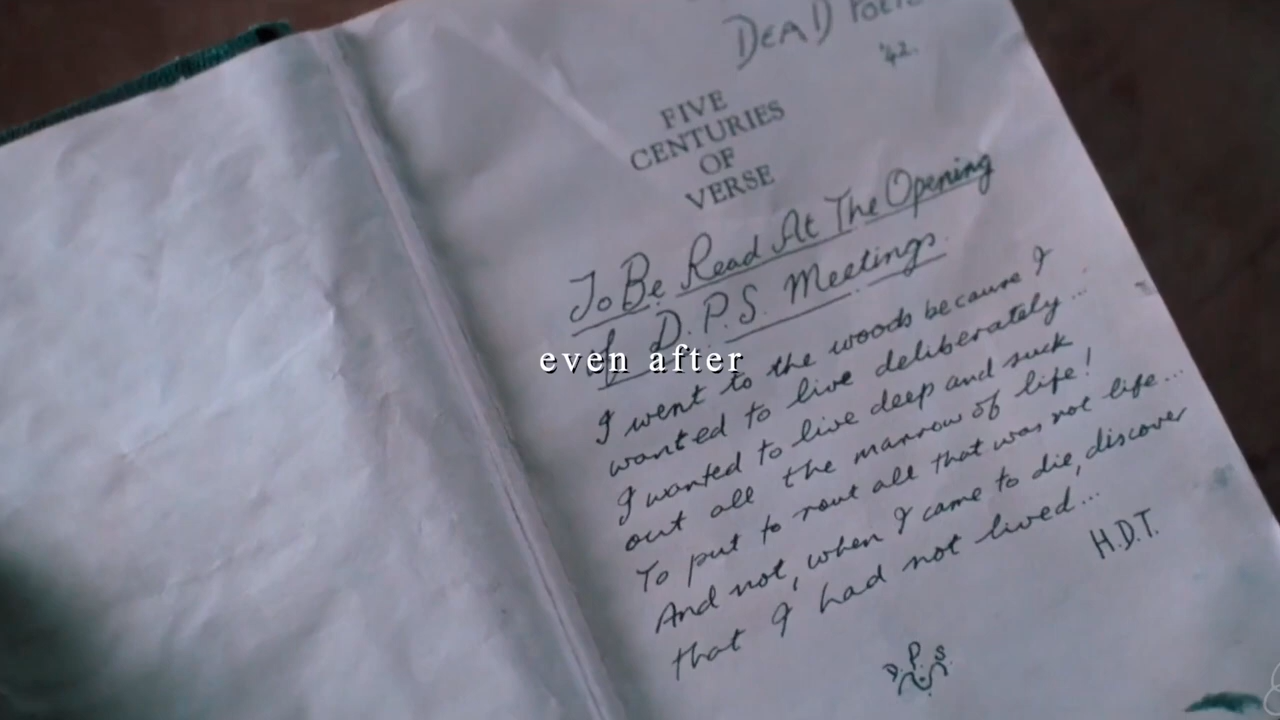 DEAD POETS
'42.
FIVE
CENTURIES
OF
VERSE
To Be Read At The Opening
of D.P.S. Meetings.
even after
I went to the woods because I
wanted to live deliberately...
I wanted to live deep and suck
out all the marrow of life!
To put to rout all that was not life...
And not, when I came to die, discover
that I had not lived...
H.D.T.
D.P.S.